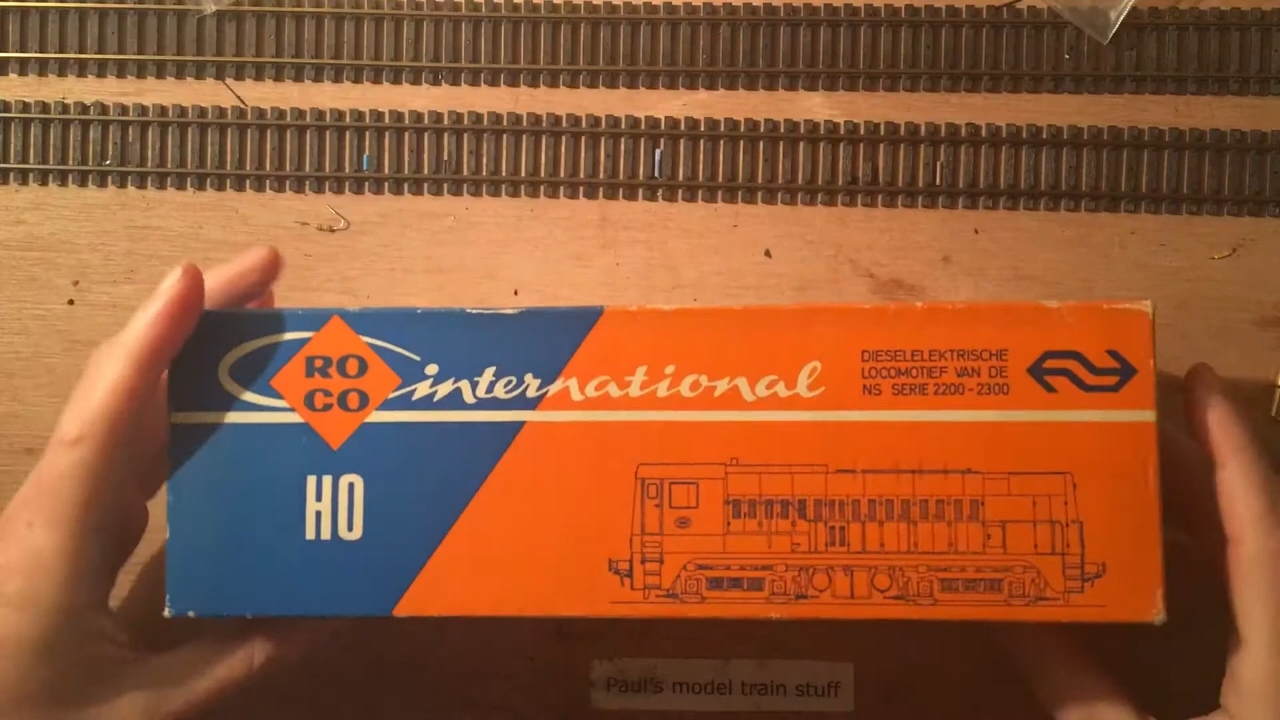 RO
CO
international
DIESELELEKTRISCHE
LOCOMOTIEF VAN DE
NS SERIE 2200-2300
HO
Paul's model train stuff